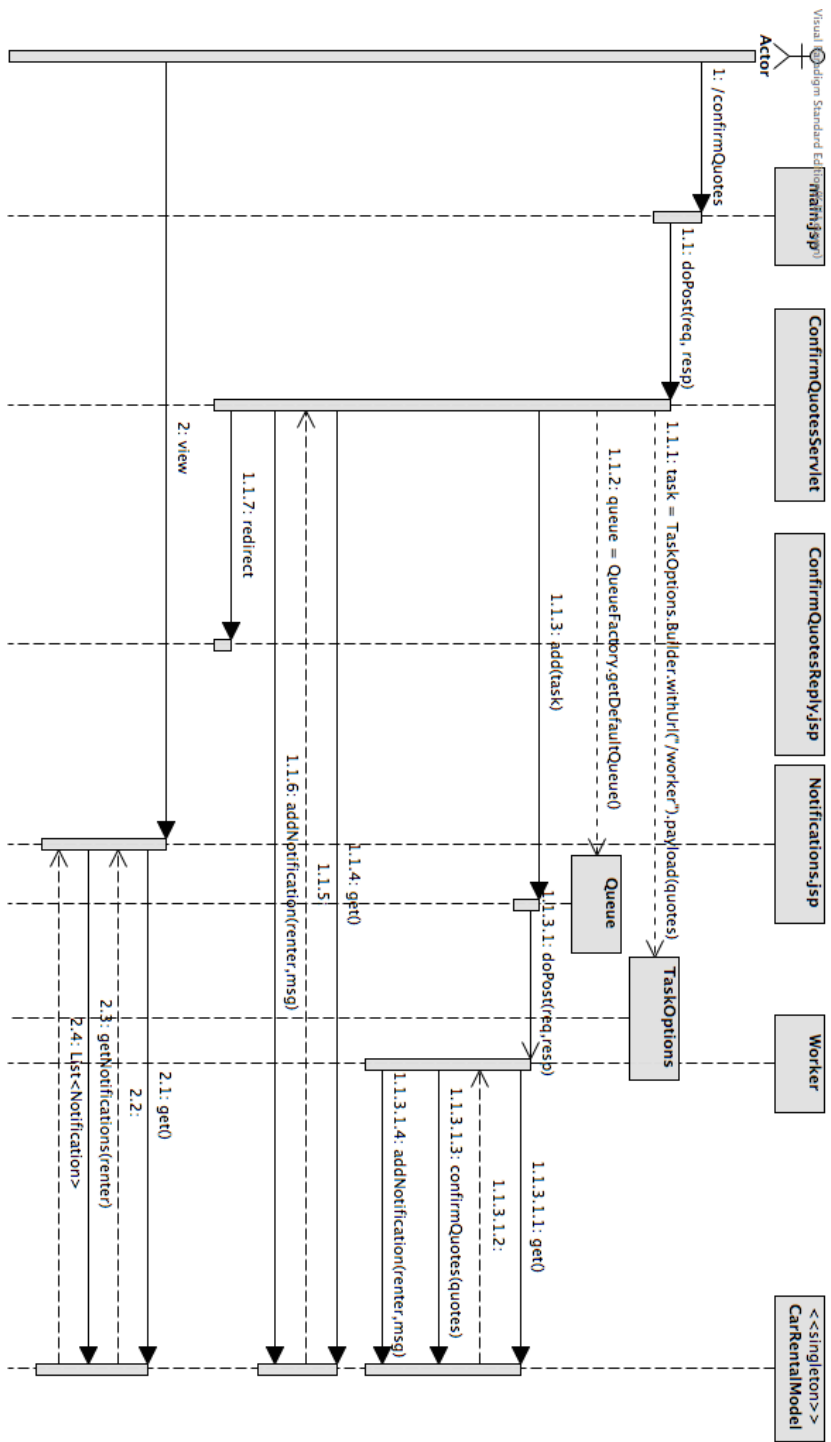 Visual Paradigm Standard Edition
Actor
main.jsp
ConfirmQuotesServlet
ConfirmQuotesReply.jsp
Notifications.jsp
Worker
<<singleton>>
CarRentalModel
TaskOptions
Queue
1: /confirmQuotes
1.1: doPost(req, resp)
1.1.1: task = TaskOptions.Builder.withUrl("/worker").payload(quotes)
1.1.2: queue = QueueFactory.getDefaultQueue()
1.1.3: add(task)
1.1.3.1: doPost(req,resp)
1.1.3.1.1: get()
1.1.3.1.2:
1.1.3.1.3: confirmQuotes(quotes)
1.1.3.1.4: addNotification(renter,msg)
1.1.4: get()
1.1.5
1.1.6: addNotification(renter,msg)
1.1.7: redirect
2: view
2.1: get()
2.2:
2.3: getNotifications(renter)
2.4: List<Notification>